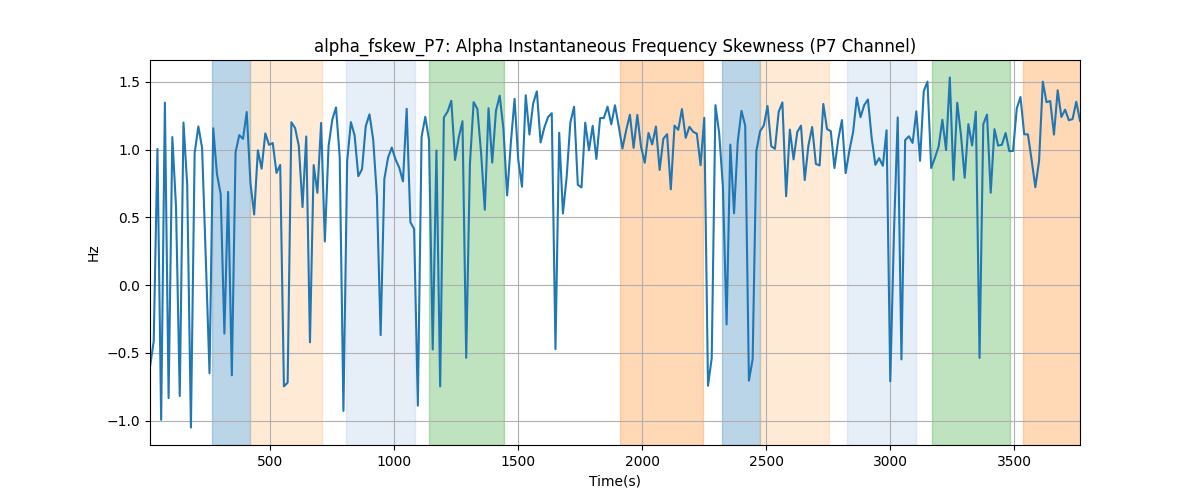 alpha_fskew_P7: Alpha Instantaneous Frequency Skewness (P7 Channel)
1.5
1.0
0.5
0.0
−0.5
−1.0
Hz
500 1000 1500 2000 2500 3000 3500
Time(s)